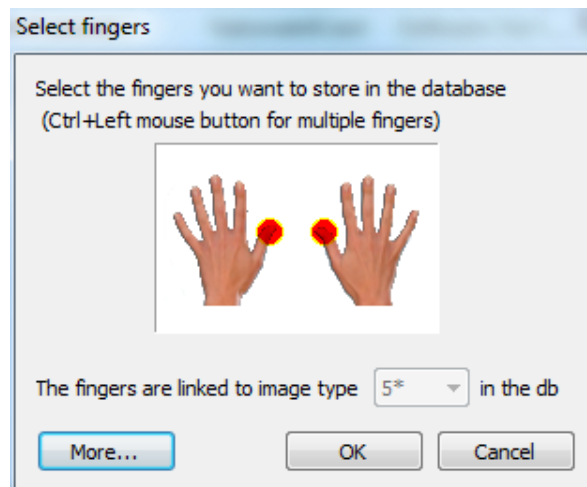 Select fingers
Select the fingers you want to store in the database
(Ctrl+Left mouse button for multiple fingers)
The fingers are linked to image type 5* in the db
More... OK Cancel